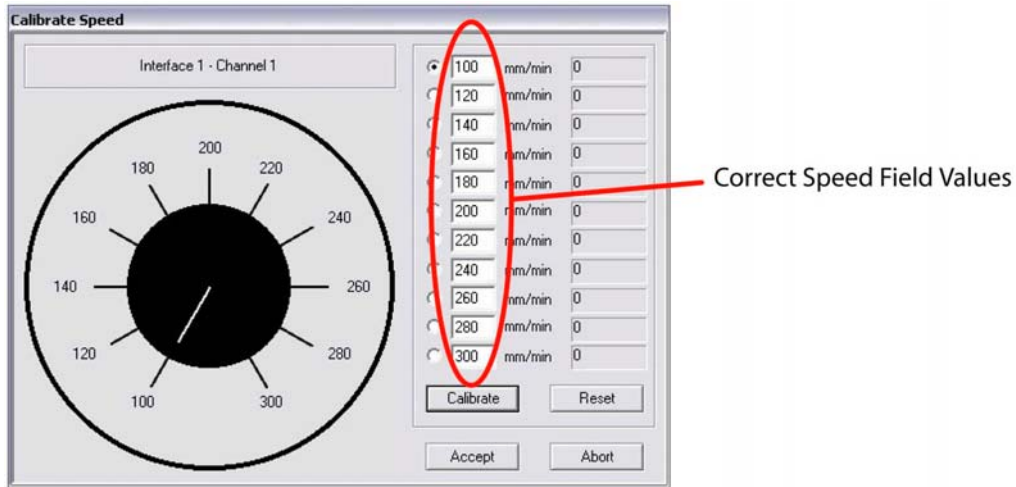 Calibrate Speed
Interface 1 - Channel 1
200
180
220
160
240
140
260
120
280
100
300
100 mm/min 0
120 mm/min 0
140 mm/min 0
160 mm/min 0
180 mm/min 0
200 mm/min 0
220 mm/min 0
240 mm/min 0
260 mm/min 0
280 mm/min 0
300 mm/min 0
Calibrate Reset
Accept Abort
Correct Speed Field Values